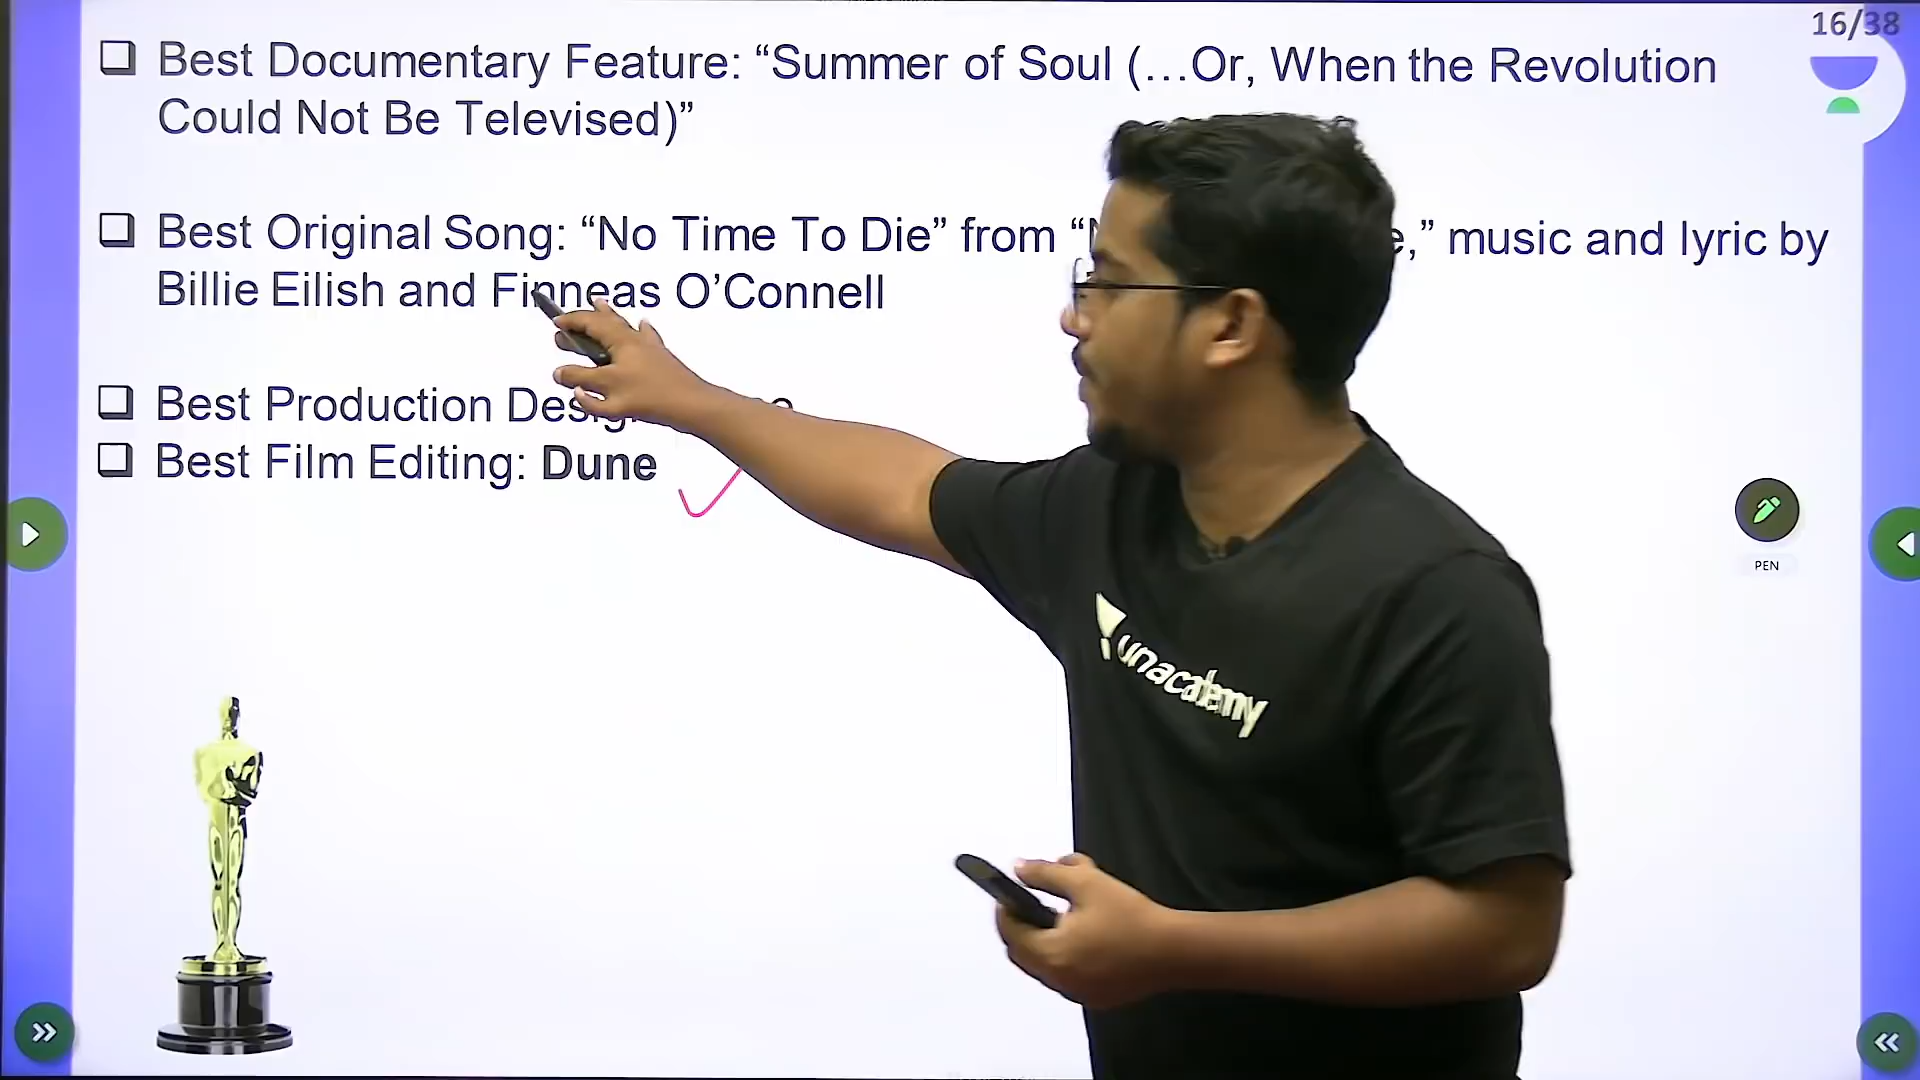 16/38
Best Documentary Feature: “Summer of Soul (…Or, When the Revolution
Could Not Be Televised)”
Best Original Song: “No Time To Die” from “ ,” music and lyric by
Billie Eilish and Finneas O’Connell
Best Production
Best Film Editing: Dune
PEN
unacademy